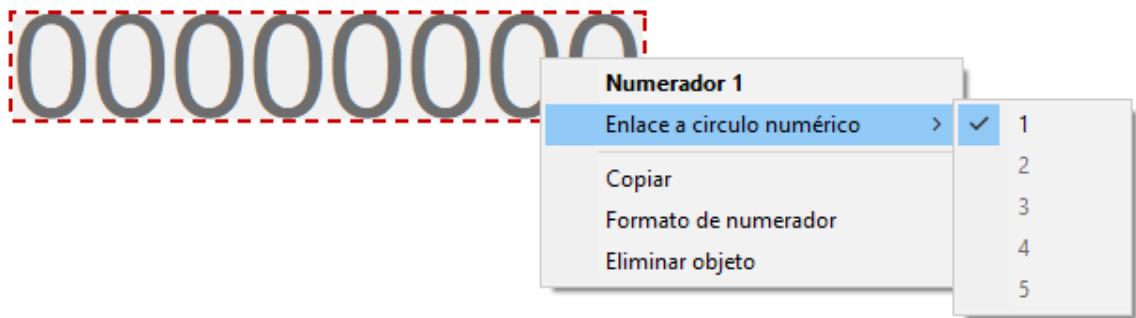 00000000
Numerador 1
Enlace a circulo numérico
1
2
3
4
5
Copiar
Formato de numerador
Eliminar objeto